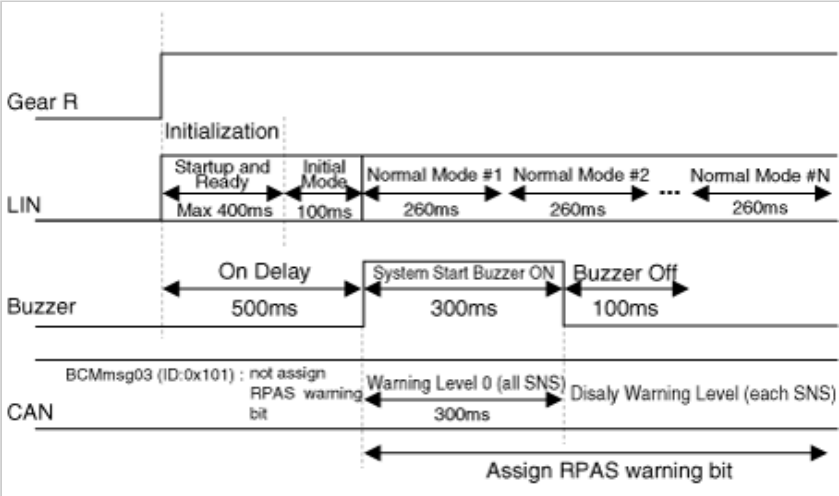 Gear R
Initialization
Startup and Ready
Initial Mode
Normal Mode #1
Normal Mode #2
...
Normal Mode #N
LIN
Max 400ms
100ms
260ms
260ms
260ms
On Delay
System Start Buzzer ON
Buzzer Off
Buzzer
500ms
300ms
100ms
BCMmsg03 (ID:0x101) : not assign
RPAS warning
bit
Warning Level 0 (all SNS)
Disaly Warning Level (each SNS)
CAN
300ms
Assign RPAS warning bit